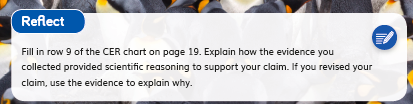 Reflect
Fill in row 9 of the CER chart on page 19. Explain how the evidence you
collected provided scientific reasoning to support your claim. If you revised your
claim, use the evidence to explain why.